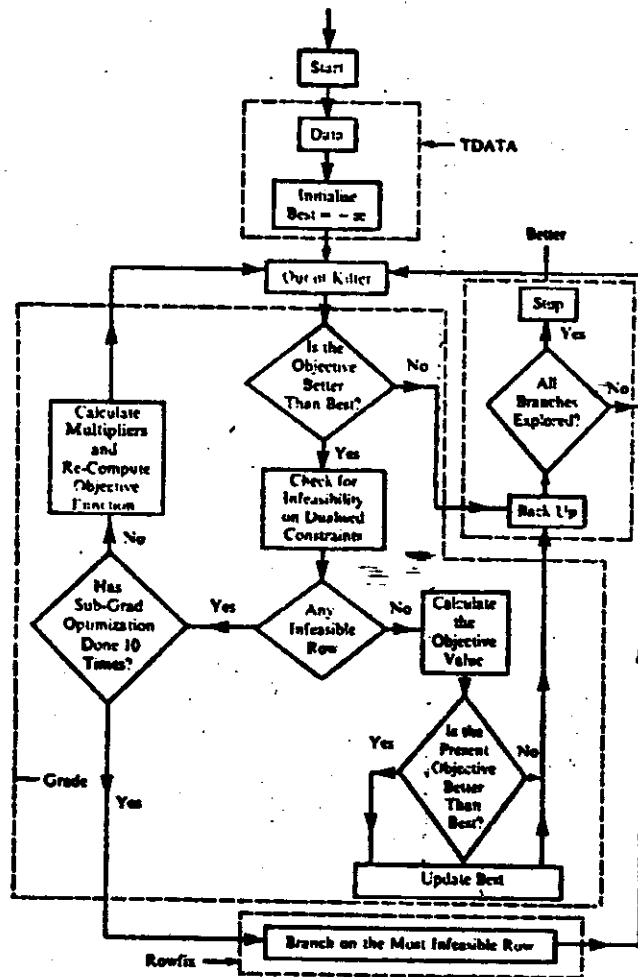 Start
Data
TDATA
Initialize
Best = - ∞
Better
Out of Kilter
Stop
Yes
Is the
Objective
Better
Than Best?
No
All
Branches
Explored?
No
Calculate
Multipliers
and
Re-Compute
Objective
Function
Yes
Check for
Infeasibility
on Dualized
Constraints
Back Up
No
Has
Sub-Grad
Optimization
Done 10
Times?
Yes
Any
Infeasible
Row
No
Calculate
the
Objective
Value
Yes
Is the
Present
Objective
Better
Than
Best?
No
Grade
Yes
Update Best
Branch on the Most Infeasible Row
Rowfix